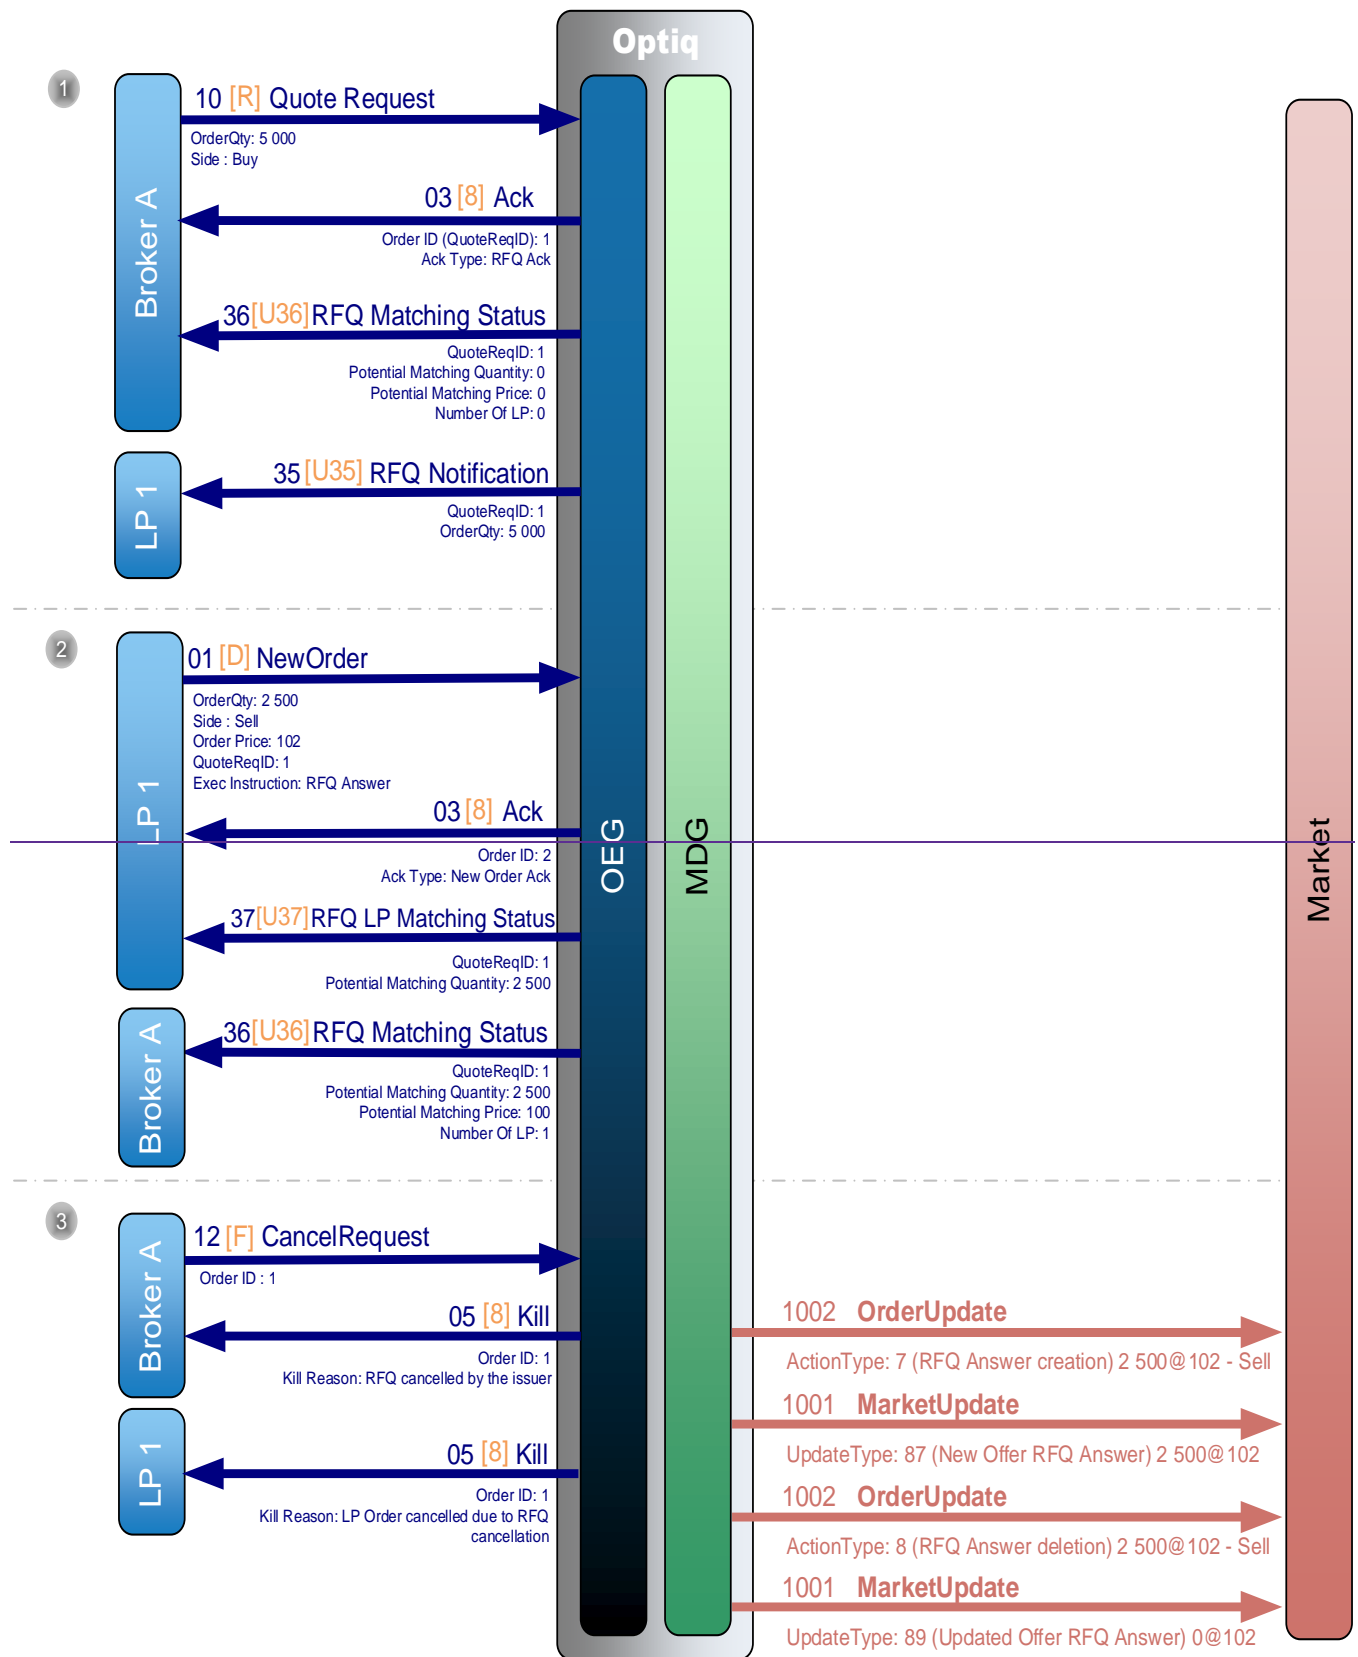 Optiq
1
Broker A
10 [R] Quote Request
OrderQty: 5 000
Side : Buy
03 [8] Ack
Order ID (QuoteReqID): 1
Ack Type: RFQ Ack
36[U36]RFQ Matching Status
QuoteReqID: 1
Potential Matching Quantity: 0
Potential Matching Price: 0
Number Of LP: 0
LP 1
35 [U35] RFQ Notification
QuoteReqID: 1
OrderQty: 5 000
2
LP 1
01 [D] NewOrder
OrderQty: 2 500
Side : Sell
Order Price: 102
QuoteReqID: 1
Exec Instruction: RFQ Answer
03 [8] Ack
Order ID: 2
Ack Type: New Order Ack
37[U37]RFQ LP Matching Status
QuoteReqID: 1
Potential Matching Quantity: 2 500
Broker A
36[U36]RFQ Matching Status
QuoteReqID: 1
Potential Matching Quantity: 2 500
Potential Matching Price: 100
Number Of LP: 1
OEG
MDG
Market
3
Broker A
12 [F] CancelRequest
Order ID : 1
05 [8] Kill
Order ID: 1
Kill Reason: RFQ cancelled by the issuer
LP 1
05 [8] Kill
Order ID: 1
Kill Reason: LP Order cancelled due to RFQ
cancellation
1002 OrderUpdate
ActionType: 7 (RFQ Answer creation) 2 500@102 - Sell
1001 MarketUpdate
UpdateType: 87 (New Offer RFQ Answer) 2 500@102
1002 OrderUpdate
ActionType: 8 (RFQ Answer deletion) 2 500@102 - Sell
1001 MarketUpdate
UpdateType: 89 (Updated Offer RFQ Answer) 0@102